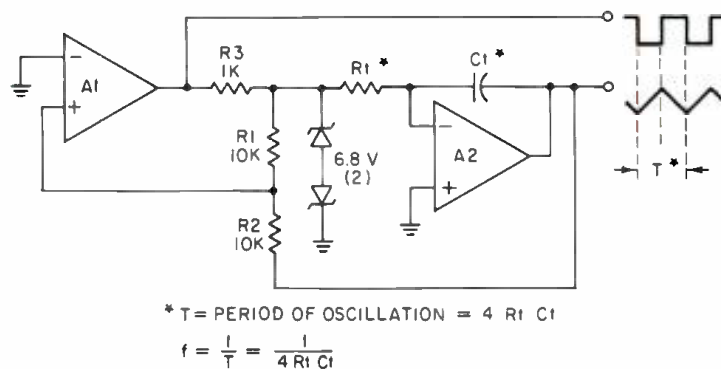 A1
R3
1K
Rt *
Ct *
R1
10K
6.8 V
(2)
A2
R2
10K
T *
* T = PERIOD OF OSCILLATION = 4 Rt Ct
f = 1/T = 1/4 Rt Ct